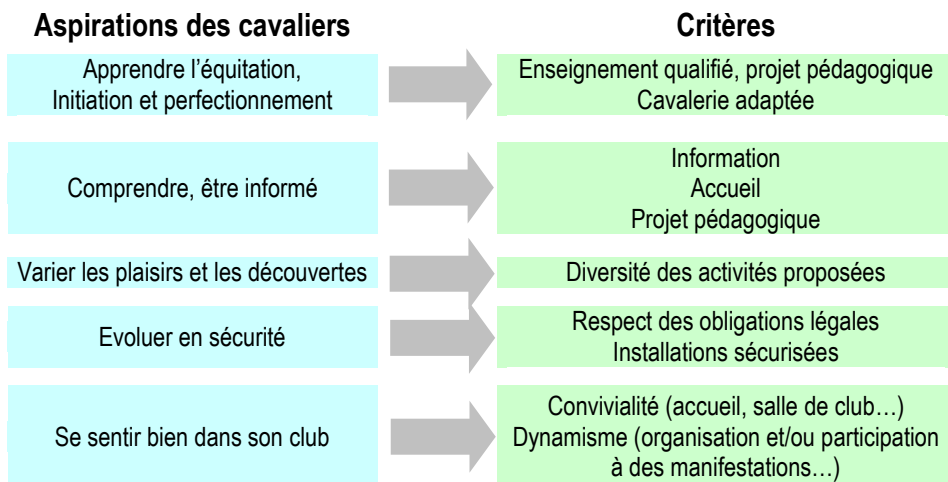 Aspirations des cavaliers
Critères
Apprendre l’équitation,
Initiation et perfectionnement
Enseignement qualifié, projet pédagogique
Cavalerie adaptée
Comprendre, être informé
Information
Accueil
Projet pédagogique
Varier les plaisirs et les découvertes
Diversité des activités proposées
Evoluer en sécurité
Respect des obligations légales
Installations sécurisées
Se sentir bien dans son club
Convivialité (accueil, salle de club…)
Dynamisme (organisation et/ou participation
à des manifestations…)